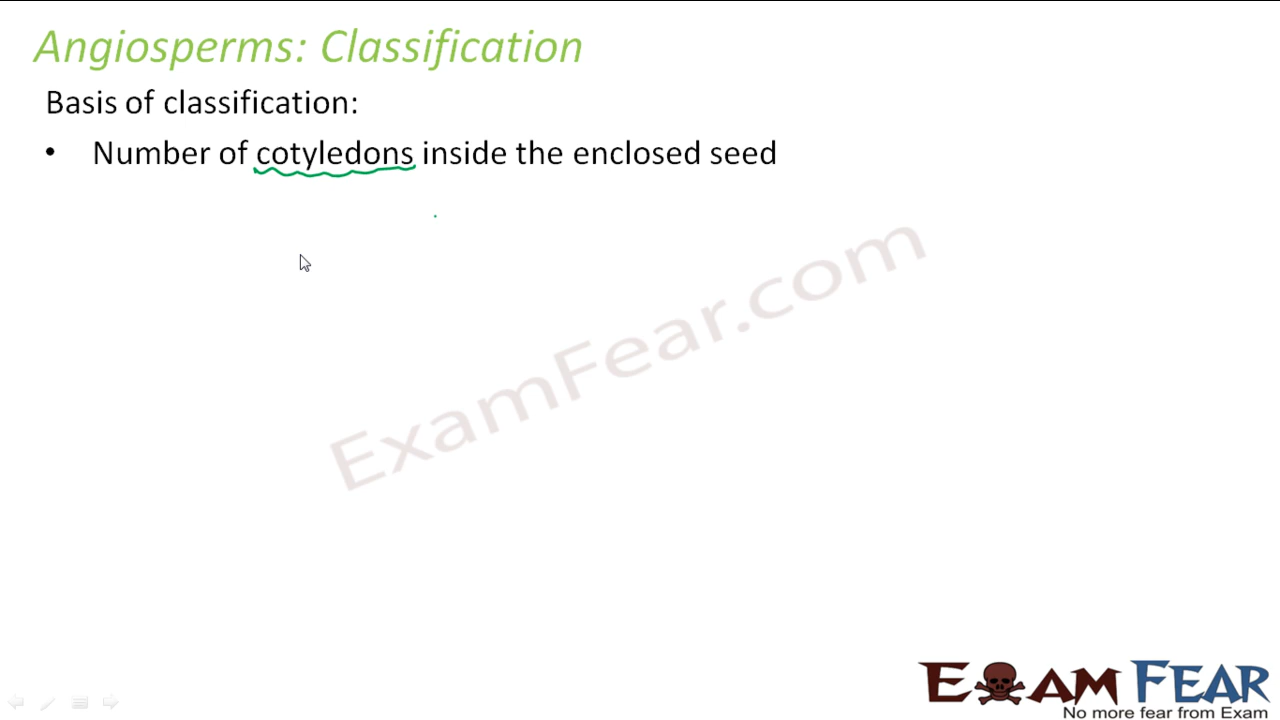 Angiosperms: Classification
Basis of classification:
• Number of cotyledons inside the enclosed seed
ExamFear.com
EXAM FEAR
No more fear from Exam